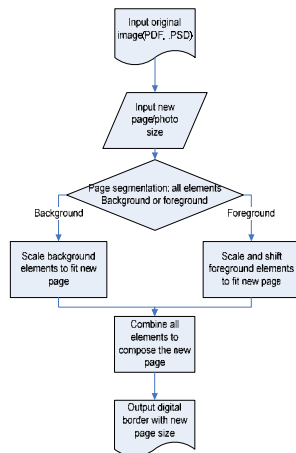 Input original
image(PDF, .PSD)
Input new
page/photo
size
Page segmentation: all elements
Background or foreground
Background
Foreground
Scale background
elements to fit new
page
Scale and shift
foreground elements
to fit new page
Combine all
elements to
compose the new
page
Output digital
border with new
page size